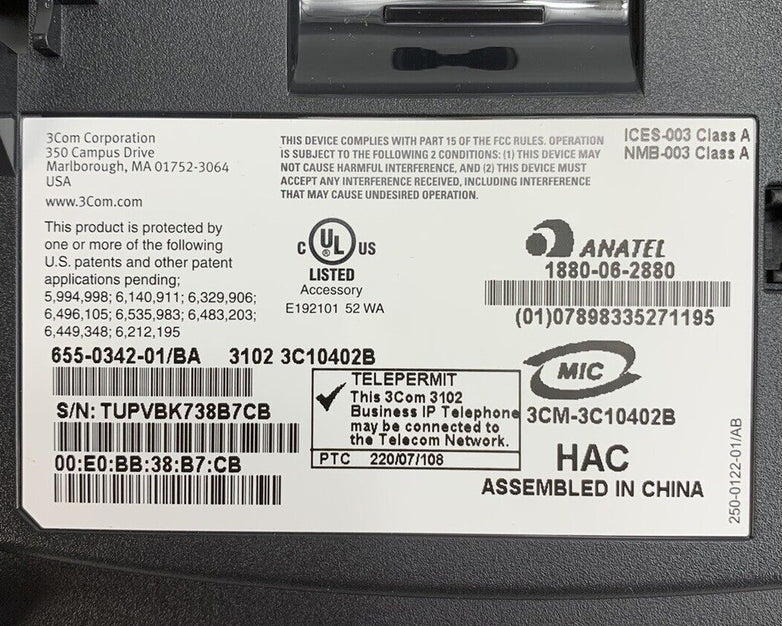 3Com Corporation
350 Campus Drive
Marlborough, MA 01752-3064
USA
www.3Com.com
This product is protected by
one or more of the following
U.S. patents and other patent
applications pending;
5,994,998; 6,140,911; 6,329,906;
6,496,105; 6,535,983; 6,483,203;
6,449,348; 6,212,195
THIS DEVICE COMPLIES WITH PART 15 OF THE FCC RULES. OPERATION
IS SUBJECT TO THE FOLLOWING 2 CONDITIONS: (1) THIS DEVICE MAY
NOT CAUSE HARMFUL INTERFERENCE, AND (2) THIS DEVICE MUST
ACCEPT ANY INTERFERENCE RECEIVED, INCLUDING INTERFERENCE
THAT MAY CAUSE UNDESIRED OPERATION.
ICES-003 Class A
NMB-003 Class A
C UL US
LISTED
Accessory
E192101 52 WA
ANATEL
1880-06-2880
(01)07898335271195
655-0342-01/BA 3102 3C10402B
S/N: TUPVBK738B7CB
00:E0:BB:38:B7:CB
TELEPERMIT
This 3Com 3102
Business IP Telephone
may be connected to
the Telecom Network.
PTC 220/07/108
MIC
3CM-3C10402B
HAC
ASSEMBLED IN CHINA
250-0122-01/AB